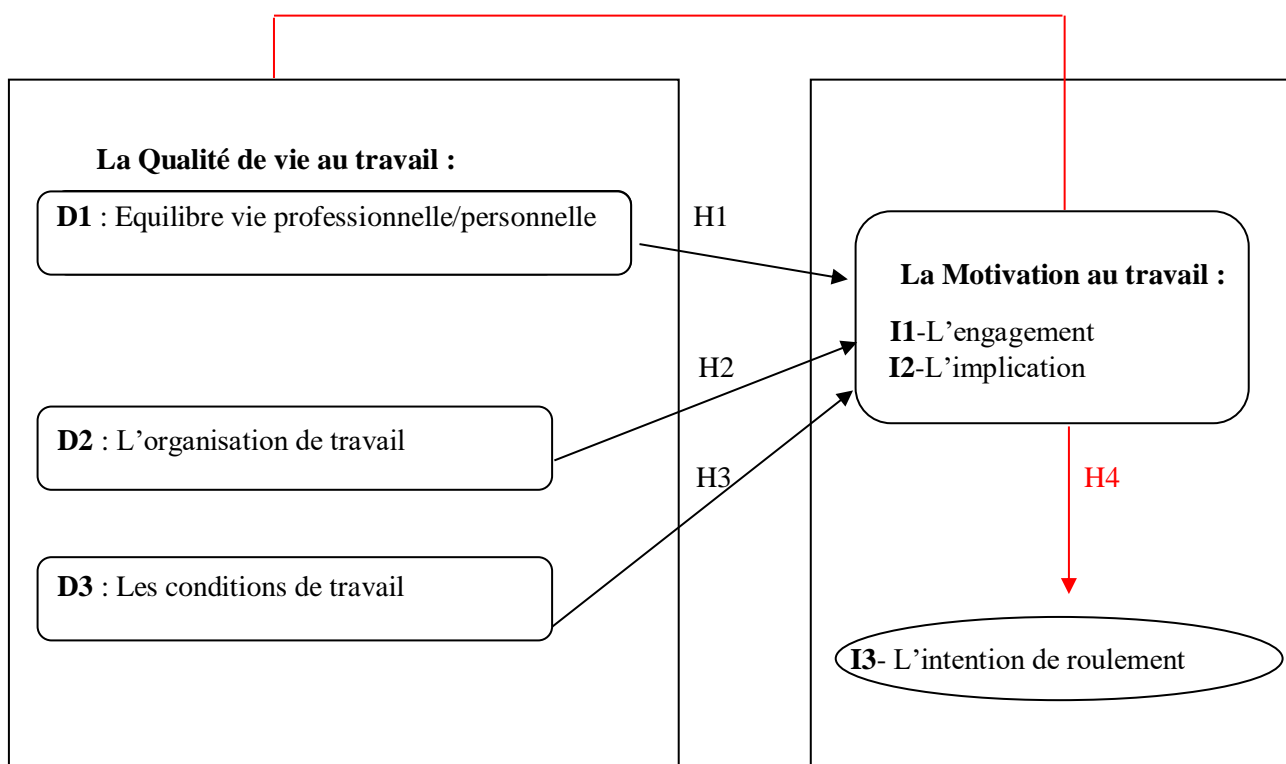 La Qualité de vie au travail :
D1 : Equilibre vie professionnelle/personnelle
H1
La Motivation au travail :
I1-L’engagement
I2-L’implication
H2
D2 : L’organisation de travail
H3
H4
D3 : Les conditions de travail
I3- L’intention de roulement